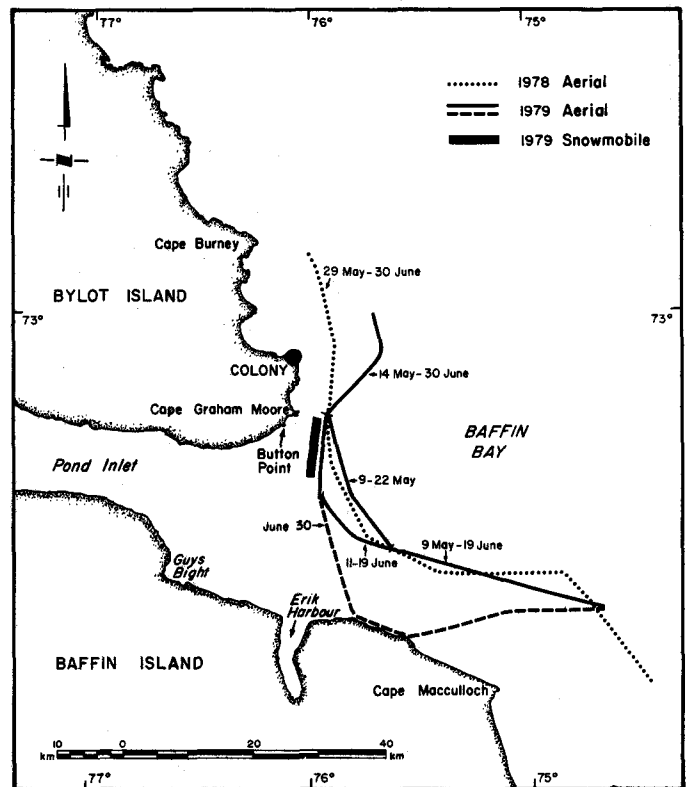 77°
76°
75°
1978 Aerial
1979 Aerial
1979 Snowmobile
Cape Burney
29 May-30 June
BYLOT ISLAND
73°
73°
COLONY
14 May-30 June
Cape Graham Moore
BAFFIN
BAY
Button
Point
Pond Inlet
9-22 May
June 30
9 May-19 June
11-19 June
Guys
Bight
Erik
Harbour
BAFFIN ISLAND
Cape Macculloch
10 0 20 40
km km
77°
76°
75°